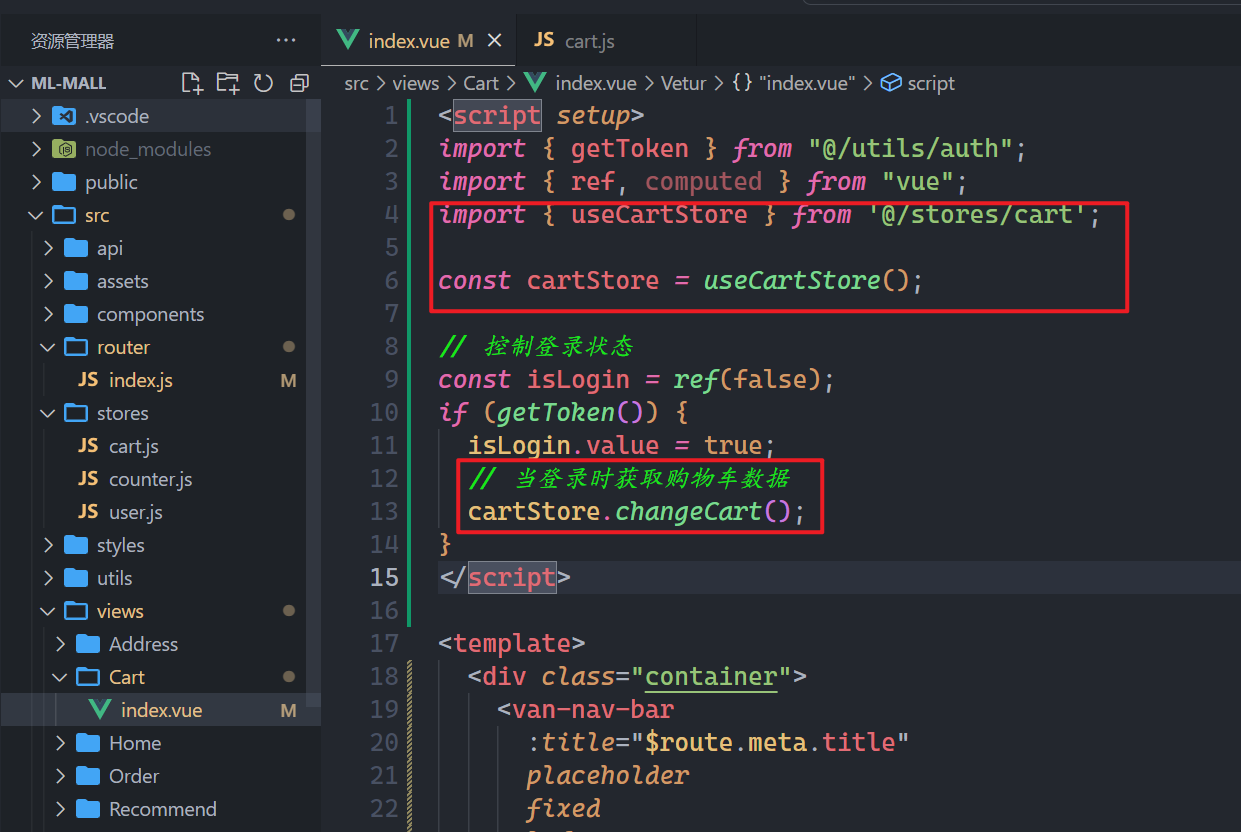 资源管理器 ···
index.vue M ×
JS cart.js
ML-MALL
src > views > Cart > index.vue > Vetur > {} "index.vue" > script
.vscode
node_modules
public
src
api
assets
components
router
JS index.js M
stores
JS cart.js
JS counter.js
JS user.js
styles
utils
views
Address
Cart
index.vue M
Home
Order
Recommend
1 <script setup>
2 import { getToken } from "@/utils/auth";
3 import { ref, computed } from "vue";
4 import { useCartStore } from '@/stores/cart';
5
6 const cartStore = useCartStore();
7
8 // 控制登录状态
9 const isLogin = ref(false);
10 if (getToken()) {
11 isLogin.value = true;
12 // 当登录时获取购物车数据
13 cartStore.changeCart();
14 }
15 </script>
16
17 <template>
18 <div class="container">
19 <van-nav-bar
20 :title="$route.meta.title"
21 placeholder
22 fixed